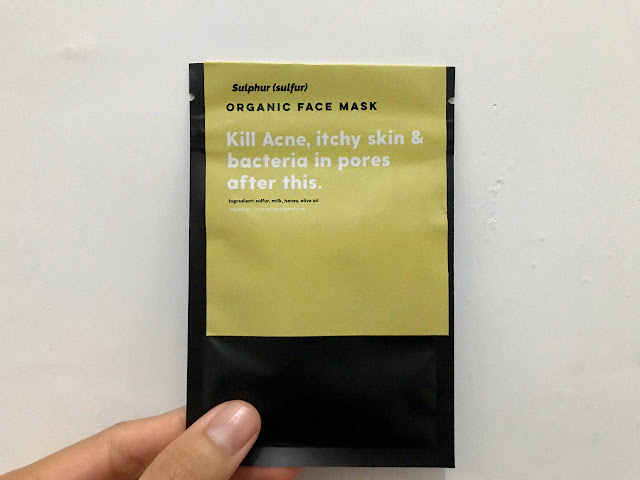 Sulphur (sulfur)
ORGANIC FACE MASK
Kill Acne, itchy skin &
bacteria in pores
after this.
Ingredient: sulfur, milk, honey, olive oil